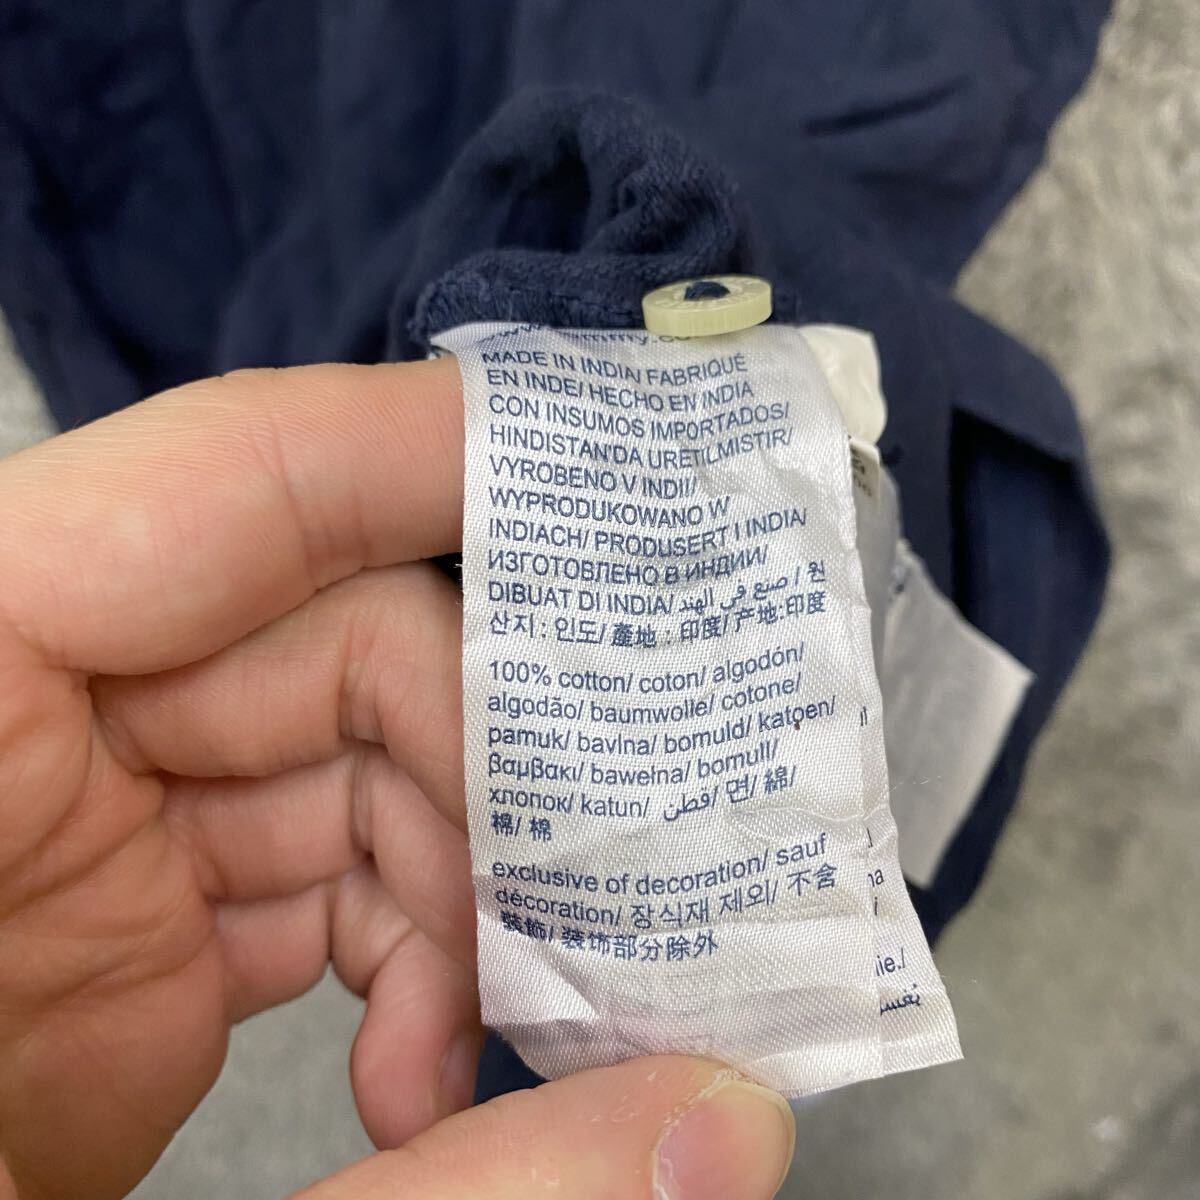 MADE IN INDIA/ FABRIQUÉ
EN INDE/ HECHO EN INDIA
CON INSUMOS IMPORTADOS/
HINDISTAN'DA URETILMISTIR/
VYROBENO V INDII/
WYPRODUKOWANO W
INDIACH/ PRODUSERT I INDIA/
ИЗГОТОВЛЕНО В ИНДИИ/
DIBUAT DI INDIA/ صنع في الهند / 원
산지 : 인도/ 產地 : 印度/ 产地:印度
100% cotton/ coton/ algodón/
algodão/ baumwolle/ cotone/
pamuk/ bavlna/ bomuld/ katoen/
βαμβακι/ bawełna/ bomull/
хлопок/ katun/ قطن/ 면/ 綿/
棉/ 棉
exclusive of decoration/ sauf
décoration/ 장식재 제외/ 不含
裝飾/ 装饰部分除外